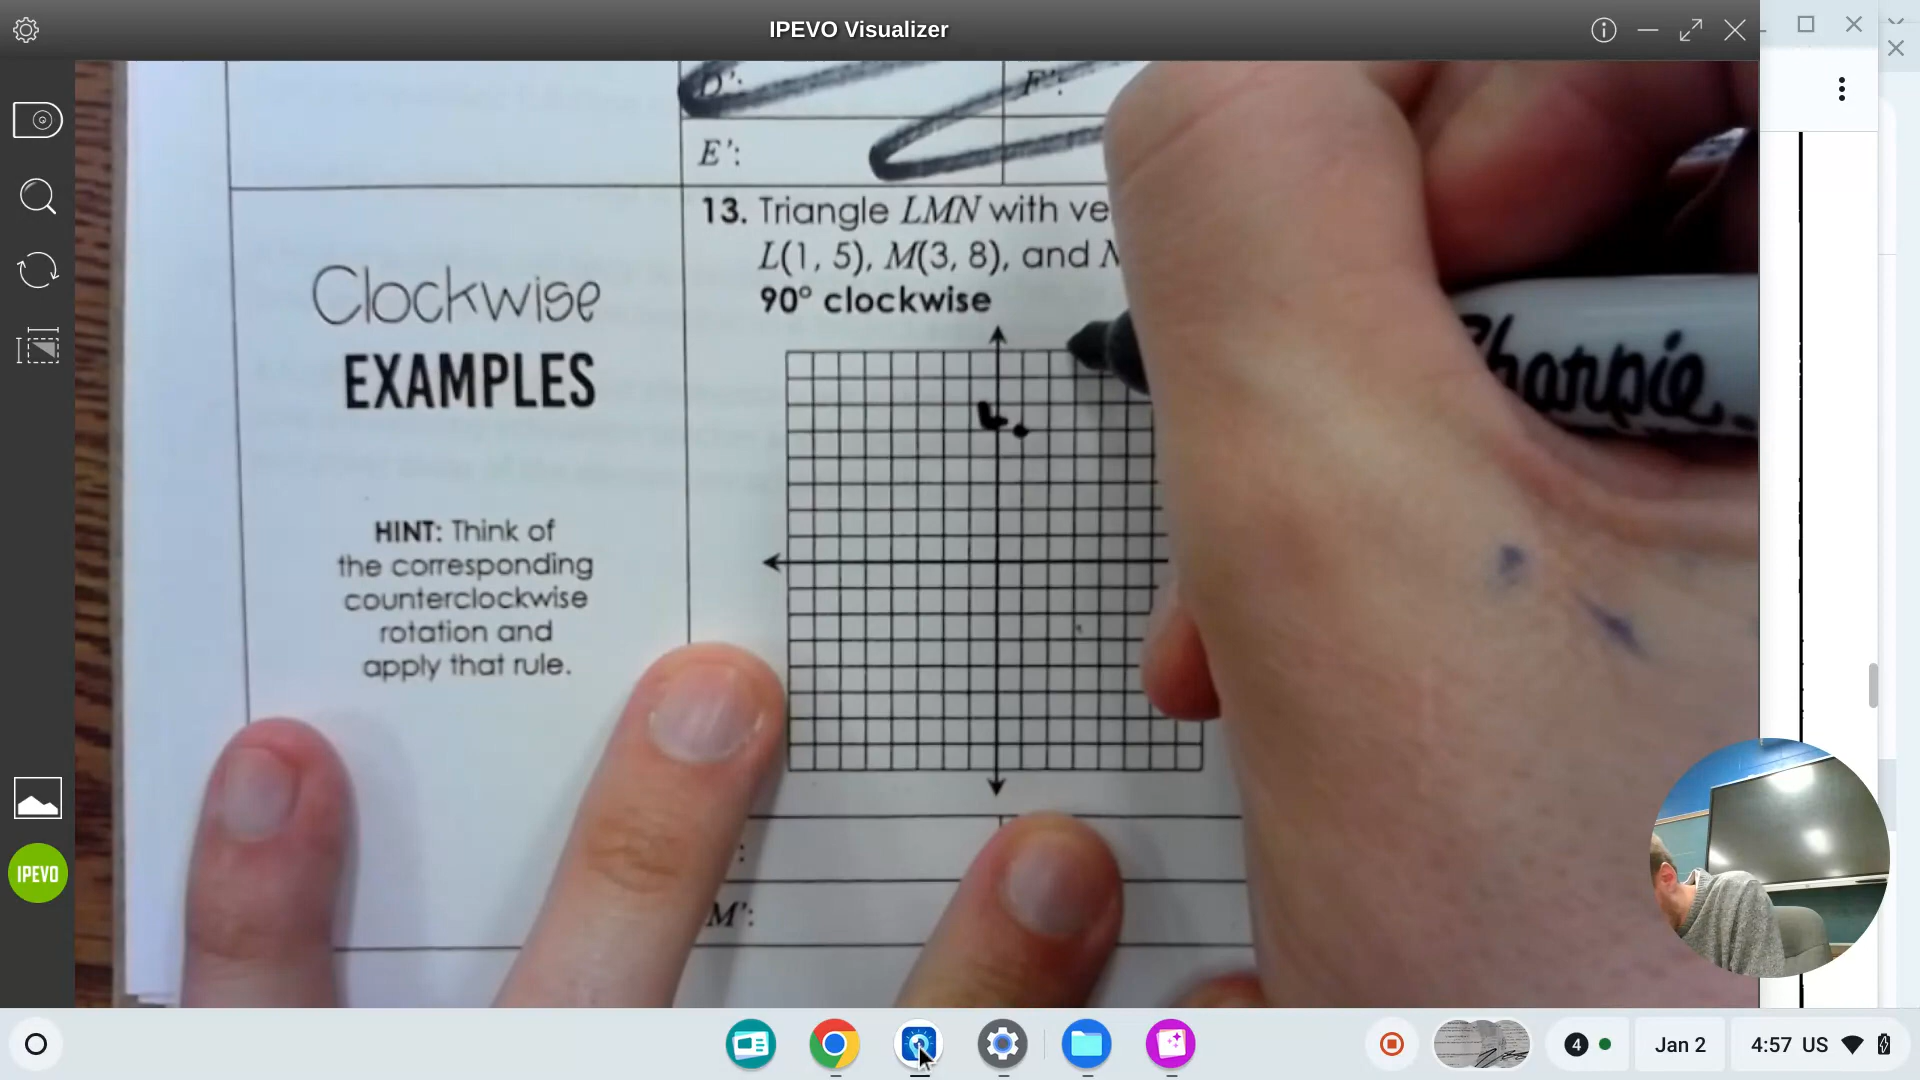 IPEVO Visualizer
D':
F':
E':
13. Triangle LMN with ve
L(1, 5), M(3, 8), and N
90° clockwise
Clockwise
EXAMPLES
L
HINT: Think of
the corresponding
counterclockwise
rotation and
apply that rule.
Sharpie.
M':
IPEVO
4
Jan 2
4:57 US